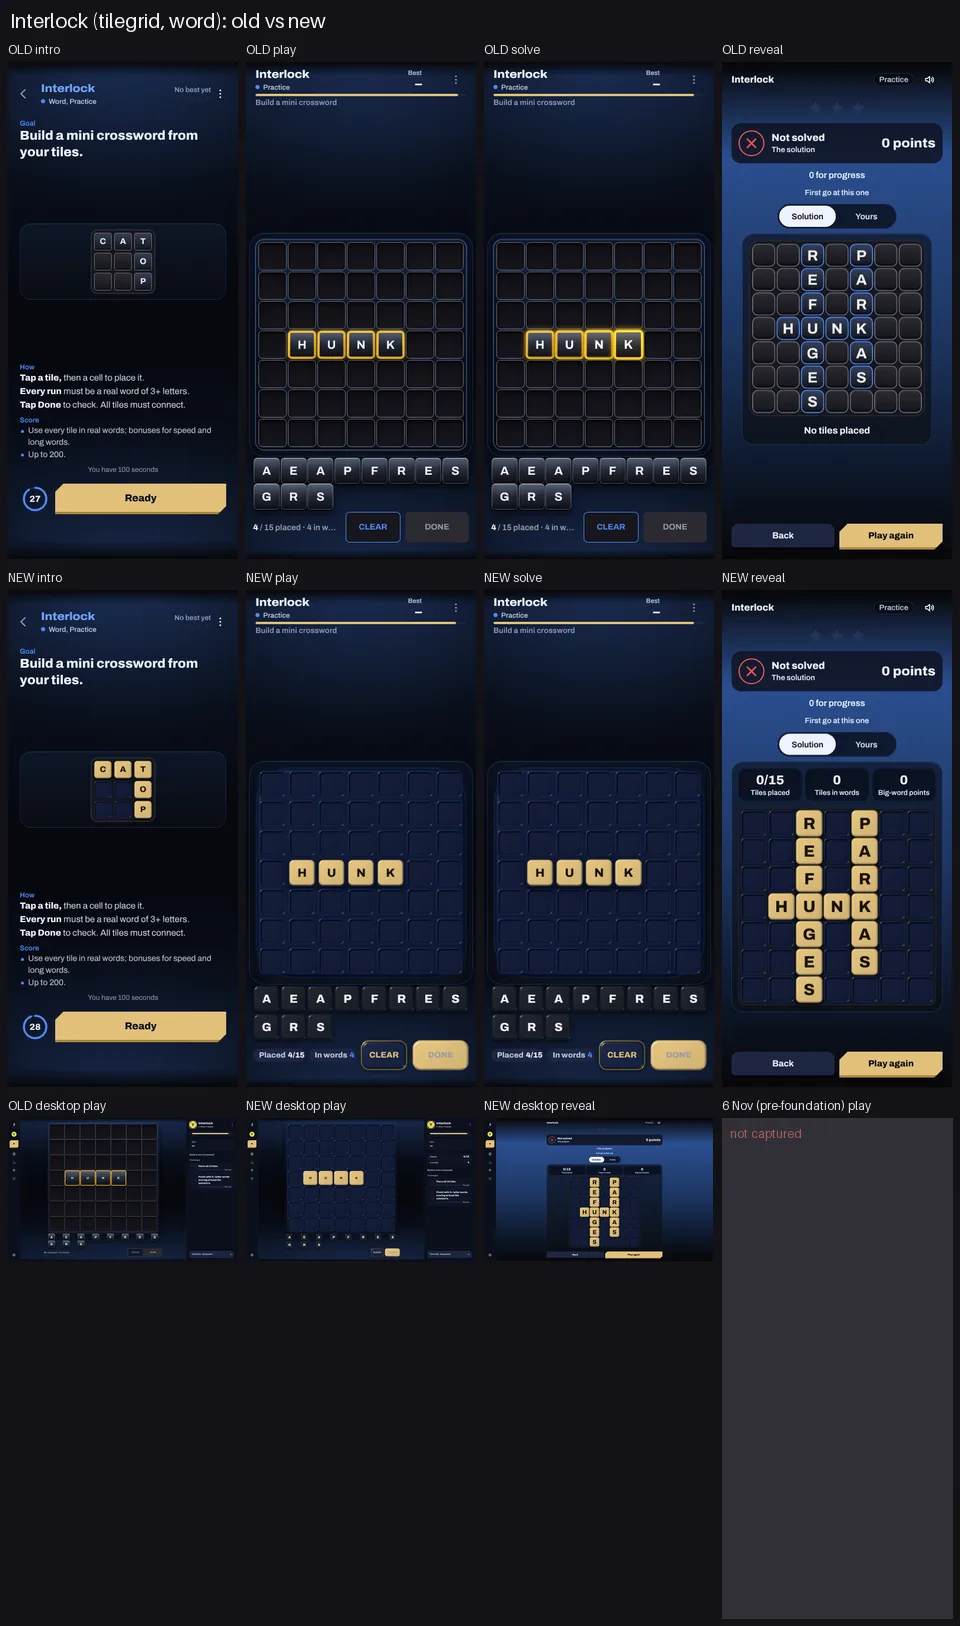 Interlock (tilegrid, word): old vs new
OLD intro
OLD play
OLD solve
OLD reveal
Interlock
Word, Practice
No best yet
Goal
Build a mini crossword from
your tiles.
C A T
O
P
How
Tap a tile, then a cell to place it.
Every run must be a real word of 3+ letters.
Tap Done to check. All tiles must connect.
Score
Use every tile in real words; bonuses for speed and
long words.
Up to 200.
You have 100 seconds
27
Ready
Interlock
Practice
Best
Build a mini crossword
H U N K
A E A P F R E S
G R S
4 / 15 placed · 4 in w...
CLEAR
DONE
Interlock
Practice
Best
Build a mini crossword
H U N K
A E A P F R E S
G R S
4 / 15 placed · 4 in w...
CLEAR
DONE
Interlock
Practice
Not solved
The solution
0 points
0 for progress
First go at this one
Solution
Yours
R P
E A
F R
H U N K
G A
E S
S
No tiles placed
Back
Play again
NEW intro
NEW play
NEW solve
NEW reveal
Interlock
Word, Practice
No best yet
Goal
Build a mini crossword from
your tiles.
C A T
O
P
How
Tap a tile, then a cell to place it.
Every run must be a real word of 3+ letters.
Tap Done to check. All tiles must connect.
Score
Use every tile in real words; bonuses for speed and
long words.
Up to 200.
You have 100 seconds
28
Ready
Interlock
Practice
Best
Build a mini crossword
H U N K
A E A P F R E S
G R S
Placed 4/15
In words 4
CLEAR
DONE
Interlock
Practice
Best
Build a mini crossword
H U N K
A E A P F R E S
G R S
Placed 4/15
In words 4
CLEAR
DONE
Interlock
Practice
Not solved
The solution
0 points
0 for progress
First go at this one
Solution
Yours
0/15
Tiles placed
0
Tiles in words
0
Big-word points
R P
E A
F R
H U N K
G A
E S
S
Back
Play again
OLD desktop play
NEW desktop play
NEW desktop reveal
6 Nov (pre-foundation) play
Interlock
H U N K
Interlock
H U N K
R P
E A
F R
H U N K
G A
E S
S
not captured